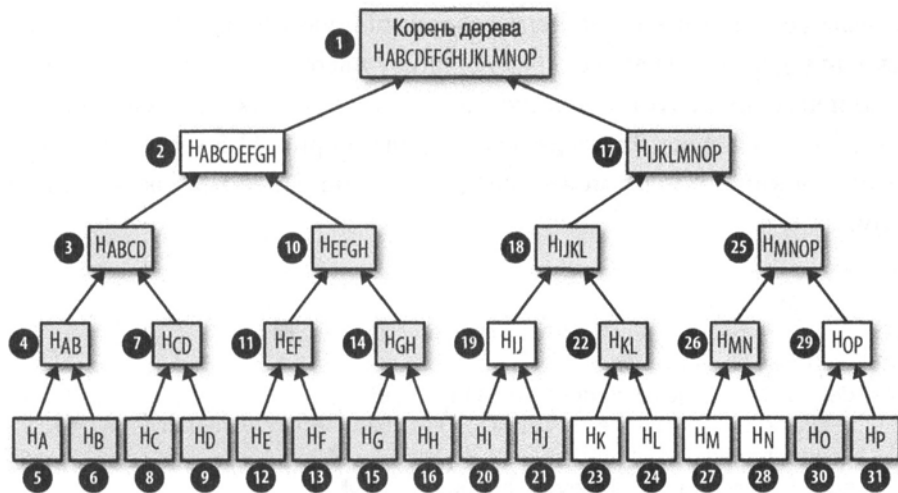 1 Корень дерева
HABCDEFGHIJKLMNOP
2 HABCDEFGH 17 HIJKLMNOP
3 HABCD 10 HEFGH 18 HIJKL 25 HMNOP
4 HAB 7 HCD 11 HEF 14 HGH 19 HIJ 22 HKL 26 HMN 29 HOP
HA HB HC HD HE HF HG HH HI HJ HK HL HM HN HO HP
5 6 8 9 12 13 15 16 20 21 23 24 27 28 30 31